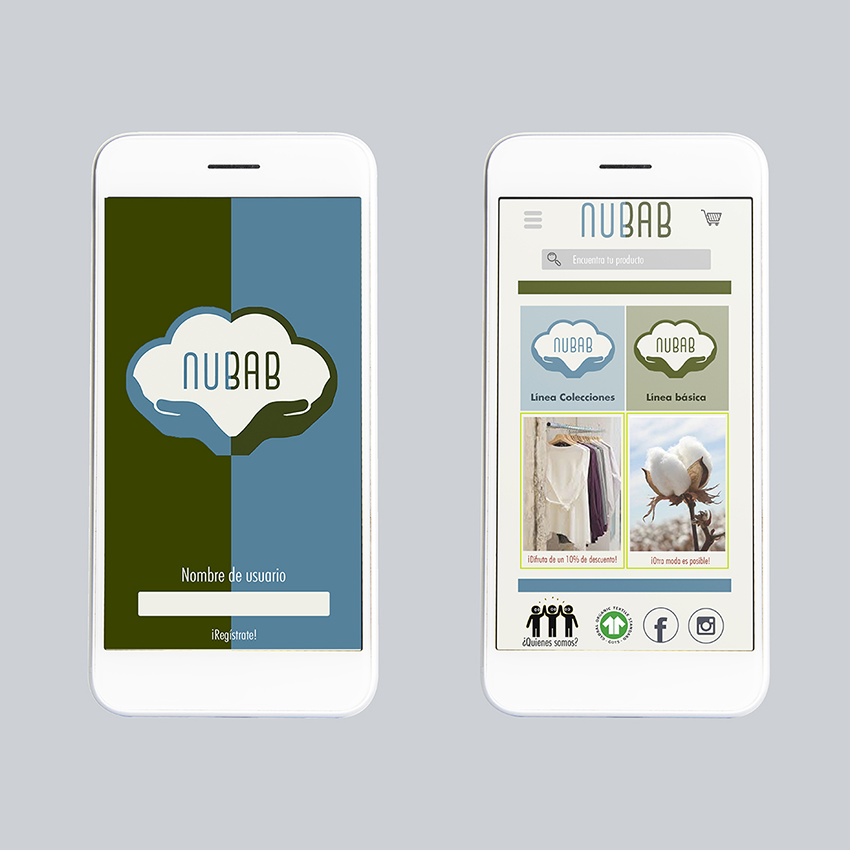 NUBAB
Nombre de usuario
¡Regístrate!
NUBAB
Encuentra tu producto
NUBAB
NUBAB
Línea Colecciones
Línea básica
¡Difruta de un 10% de descuento!
¡Otra moda es posible!
¿Quienes somos?
GLOBAL ORGANIC TEXTILE STANDARD
GOTS
f